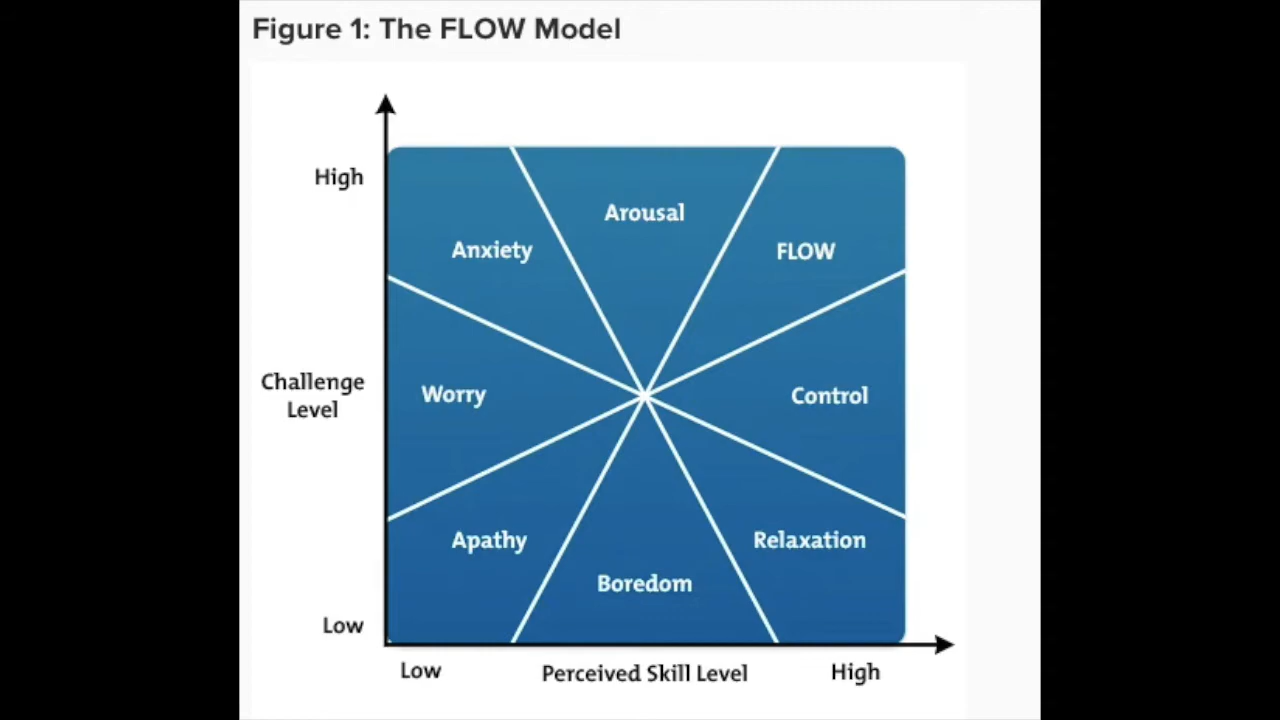 Figure 1: The FLOW Model
High
Arousal
Anxiety
FLOW
Challenge
Level
Worry
Control
Apathy
Relaxation
Boredom
Low
Low
Perceived Skill Level
High